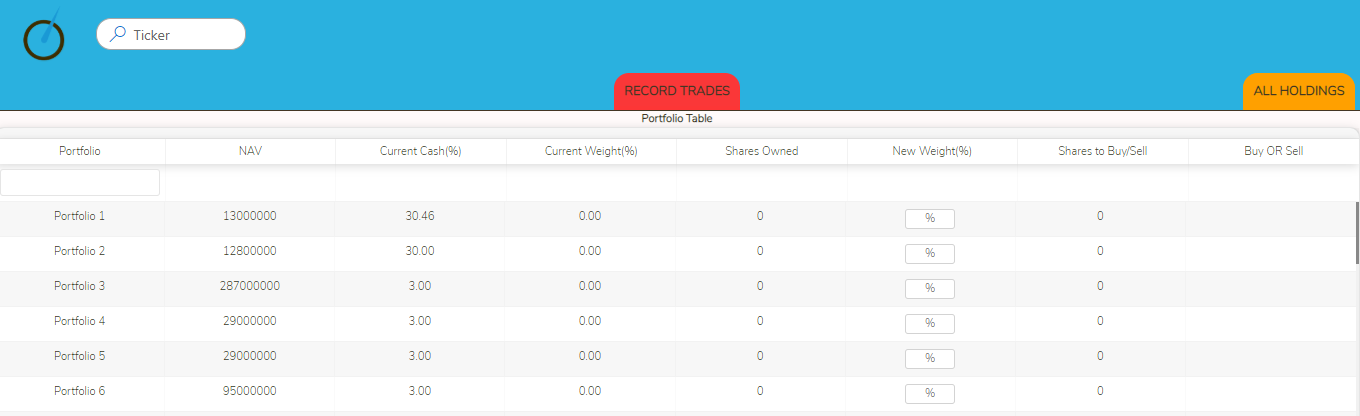 Ticker
RECORD TRADES ALL HOLDINGS
Portfolio Table
Portfolio NAV Current Cash(%) Current Weight(%) Shares Owned New Weight(%) Shares to Buy/Sell Buy OR Sell
Portfolio 1 13000000 30.46 0.00 0 % 0
Portfolio 2 12800000 30.00 0.00 0 % 0
Portfolio 3 287000000 3.00 0.00 0 % 0
Portfolio 4 29000000 3.00 0.00 0 % 0
Portfolio 5 29000000 3.00 0.00 0 % 0
Portfolio 6 95000000 3.00 0.00 0 % 0